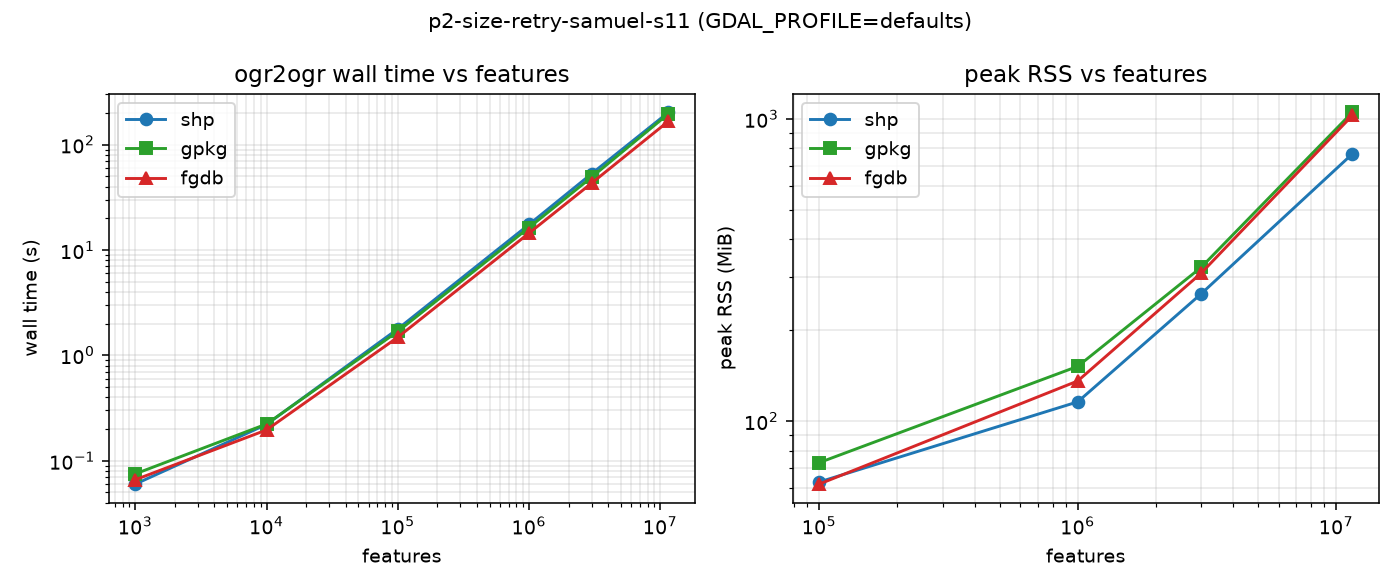 p2-size-retry-samuel-s11 (GDAL_PROFILE=defaults)
ogr2ogr wall time vs features
shp
gpkg
fgdb
wall time (s)
10²
10¹
10⁰
10⁻¹
10³ 10⁴ 10⁵ 10⁶ 10⁷
features
peak RSS vs features
shp
gpkg
fgdb
peak RSS (MiB)
10³
10²
10⁵ 10⁶ 10⁷
features